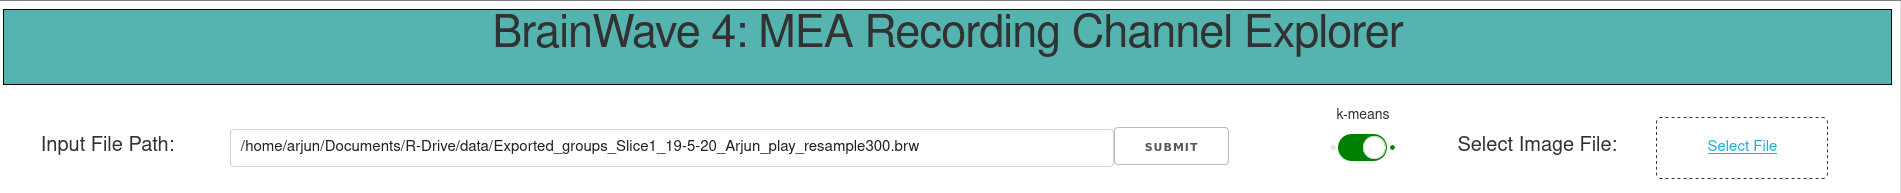 BrainWave 4: MEA Recording Channel Explorer
k-means
Input File Path: /home/arjun/Documents/R-Drive/data/Exported_groups_Slice1_19-5-20_Arjun_play_resample300.brw SUBMIT Select Image File: Select File